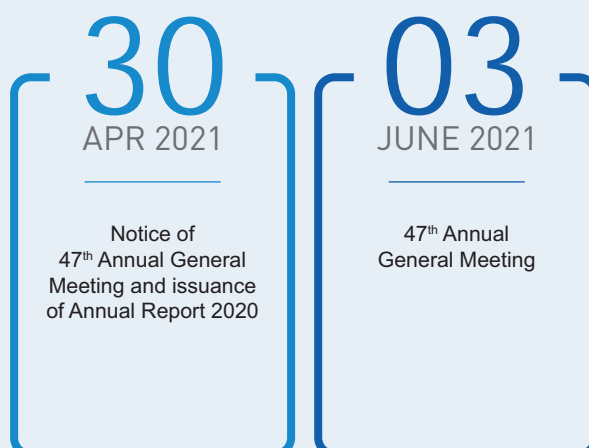 30
APR 2021
Notice of
47th Annual General
Meeting and issuance
of Annual Report 2020
03
JUNE 2021
47th Annual
General Meeting